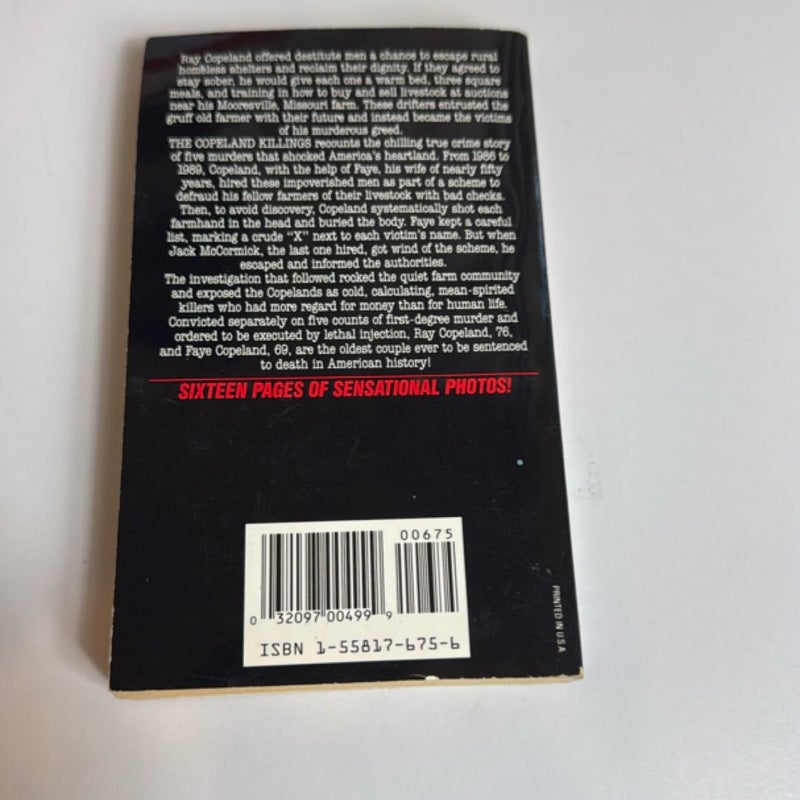 Ray Copeland offered destitute men a chance to escape rural
homeless shelters and reclaim their dignity. If they agreed to
stay sober, he would give each one a warm bed, three square
meals, and training in how to buy and sell livestock at auctions
near his Mooresville, Missouri farm. These drifters entrusted the
gruff old farmer with their future and instead became the victims
of his murderous greed.
THE COPELAND KILLINGS recounts the chilling true crime story
of five murders that shocked America's heartland. From 1986 to
1989, Copeland, with the help of Faye, his wife of nearly fifty
years, hired these impoverished men as part of a scheme to
defraud his fellow farmers of their livestock with bad checks.
Then, to avoid discovery, Copeland systematically shot each
farmhand in the head and buried the body. Faye kept a careful
list, marking a crude "X" next to each victim's name. But when
Jack McCormick, the last one hired, got wind of the scheme, he
escaped and informed the authorities.
The investigation that followed rocked the quiet farm community
and exposed the Copelands as cold, calculating, mean-spirited
killers who had more regard for money than for human life.
Convicted separately on five counts of first-degree murder and
ordered to be executed by lethal injection, Ray Copeland, 76,
and Faye Copeland, 69, are the oldest couple ever to be sentenced
to death in American history!
SIXTEEN PAGES OF SENSATIONAL PHOTOS!
00675
0 32097 00499 9
ISBN 1-55817-675-6
PRINTED IN U.S.A.